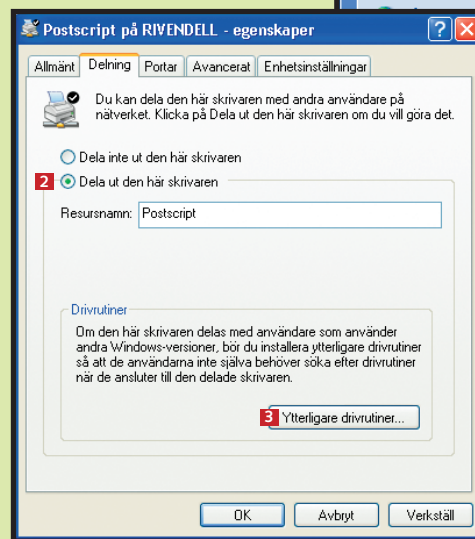 Postscript på RIVENDELL - egenskaper
Allmänt Delning Portar Avancerat Enhetsinställningar
Du kan dela den här skrivaren med andra användare på
nätverket. Klicka på Dela ut den här skrivaren om du vill göra det.
Dela inte ut den här skrivaren
2 Dela ut den här skrivaren
Resursnamn: Postscript
Drivrutiner
Om den här skrivaren delas med användare som använder
andra Windows-versioner, bör du installera ytterligare drivrutiner
så att de användarna inte själva behöver söka efter drivrutiner
när de ansluter till den delade skrivaren.
3 Ytterligare drivrutiner...
OK Avbryt Verkställ